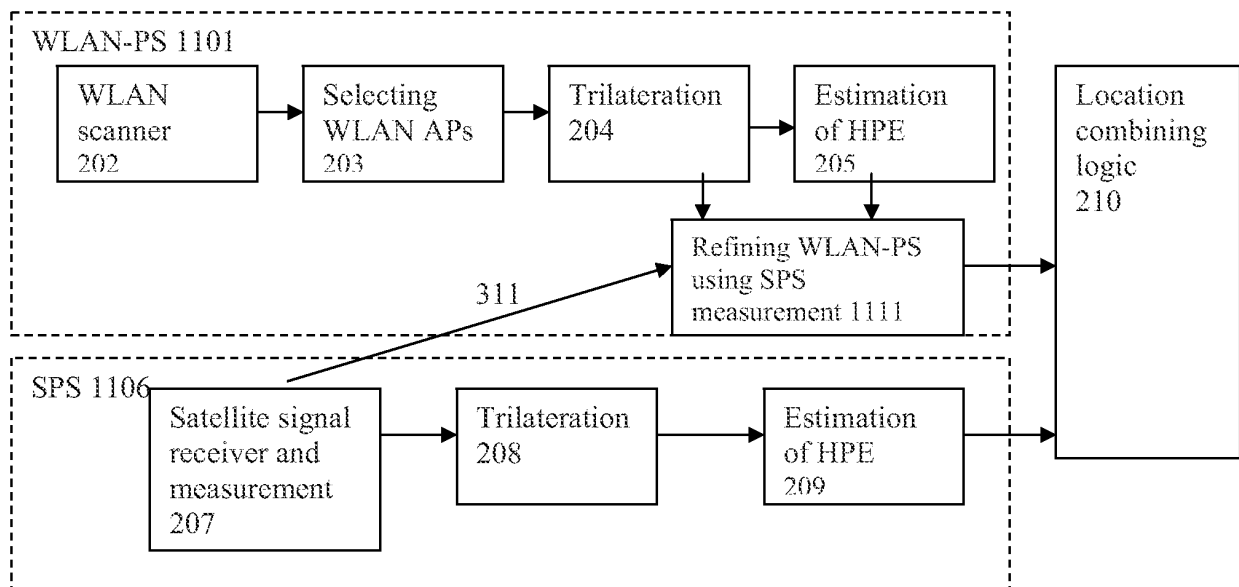 WLAN-PS 1101
WLAN
scanner
202
Selecting
WLAN APs
203
Trilateration
204
Estimation
of HPE
205
Location
combining
logic
210
Refining WLAN-PS
using SPS
measurement 1111
311
SPS 1106
Satellite signal
receiver and
measurement
207
Trilateration
208
Estimation
of HPE
209